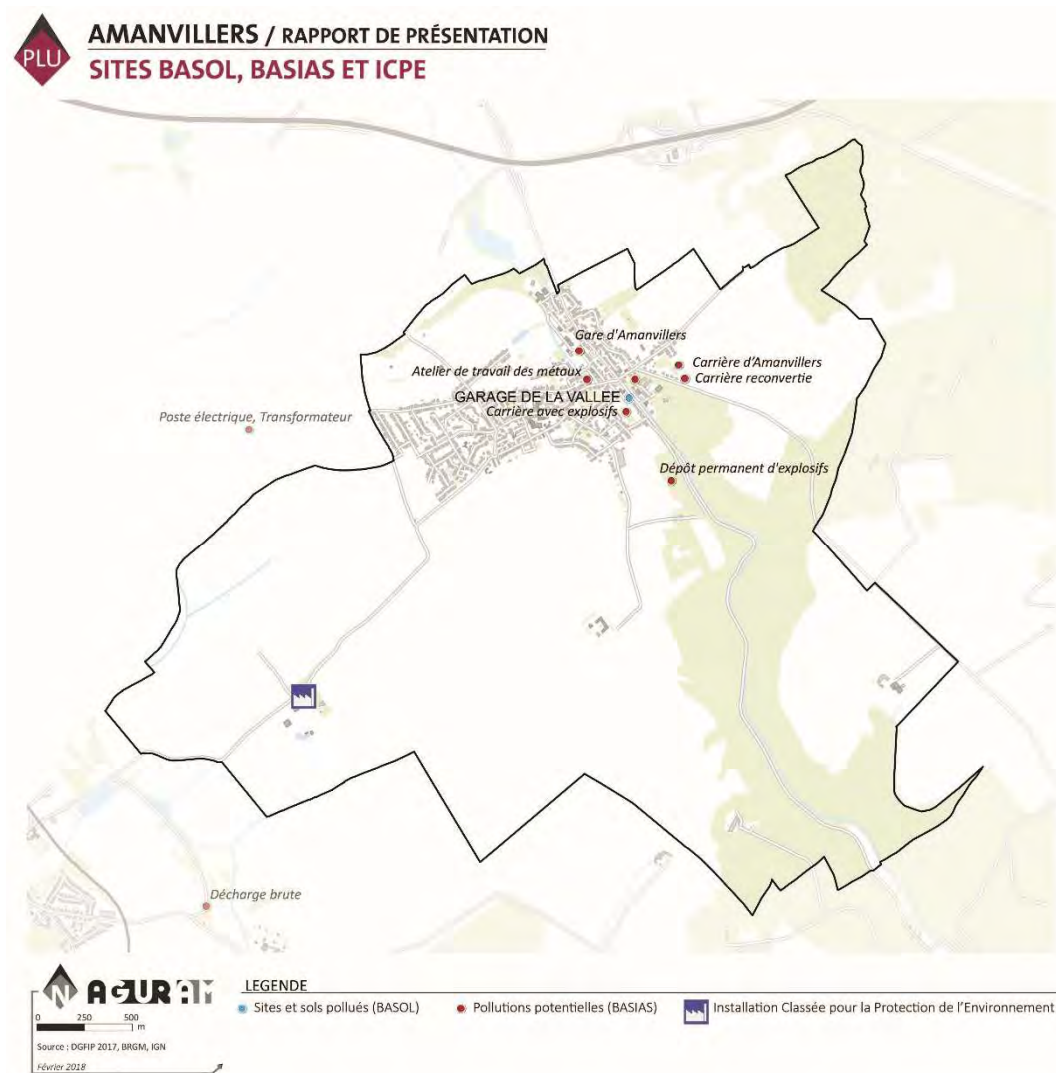 PLU
AMANVILLERS / RAPPORT DE PRÉSENTATION
SITES BASOL, BASIAS ET ICPE
Gare d'Amanvillers
Carrière d'Amanvillers
Atelier de travail des métaux
Carrière reconvertie
GARAGE DE LA VALLEE
Carrière avec explosifs
Poste électrique, Transformateur
Dépôt permanent d'explosifs
Décharge brute
N
AGURAM
LEGENDE
Sites et sols pollués (BASOL)
Pollutions potentielles (BASIAS)
Installation Classée pour la Protection de l'Environnement
0 250 500
m
Source : DGFIP 2017, BRGM, IGN
Février 2018